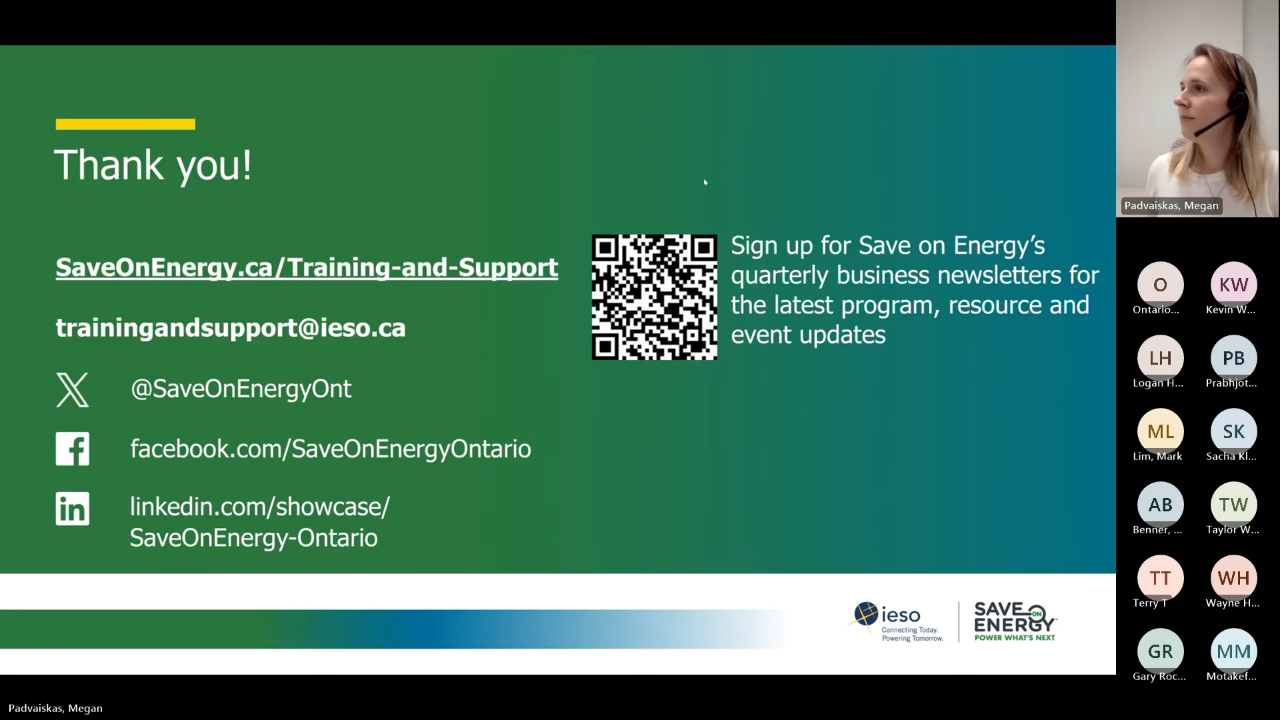 Thank you!
SaveOnEnergy.ca/Training-and-Support
trainingandsupport@ieso.ca
@SaveOnEnergyOnt
facebook.com/SaveOnEnergyOntario
in
linkedin.com/showcase/
SaveOnEnergy-Ontario
Sign up for Save on Energy’s
quarterly business newsletters for
the latest program, resource and
event updates
ieso
Connecting Today.
Powering Tomorrow.
SAVE ON
ENERGY
POWER WHAT'S NEXT
Padvaiskas, Megan
O
Ontario...
KW
Kevin W...
LH
Logan H...
PB
Prabhjot...
ML
Lim, Mark
SK
Sacha Kl...
AB
Benner, ...
TW
Taylor W...
TT
Terry T
WH
Wayne H...
GR
Gary Roc...
MM
Motakef...
Padvaiskas, Megan